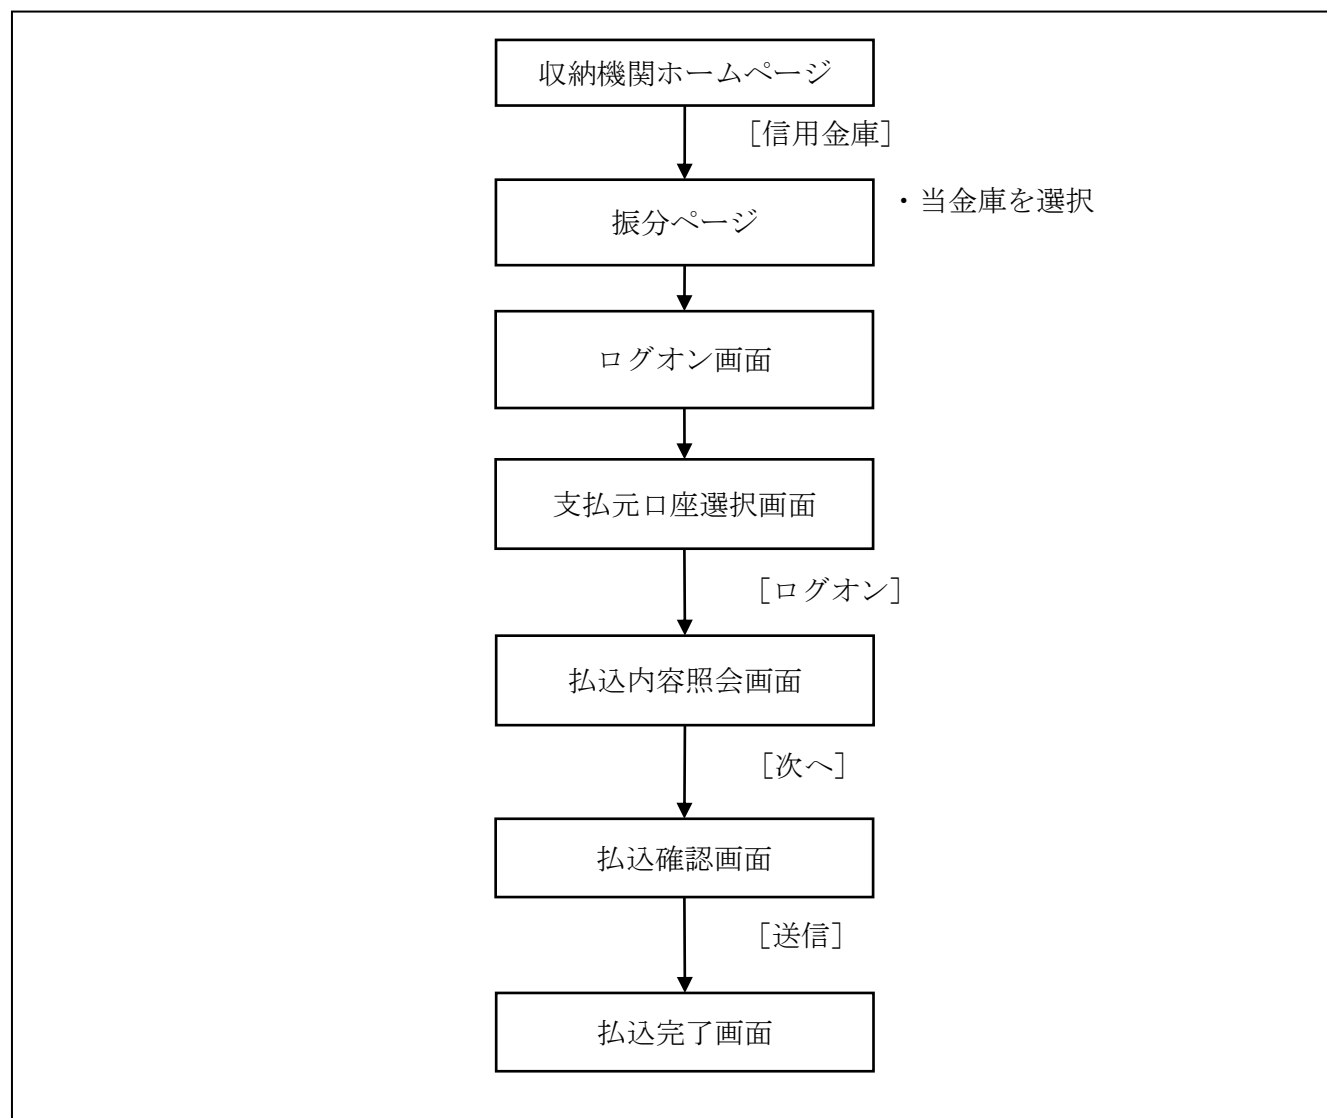 収納機関ホームページ
［信用金庫］
・当金庫を選択
振分ページ
ログオン画面
支払元口座選択画面
［ログオン］
払込内容照会画面
［次へ］
払込確認画面
［送信］
払込完了画面